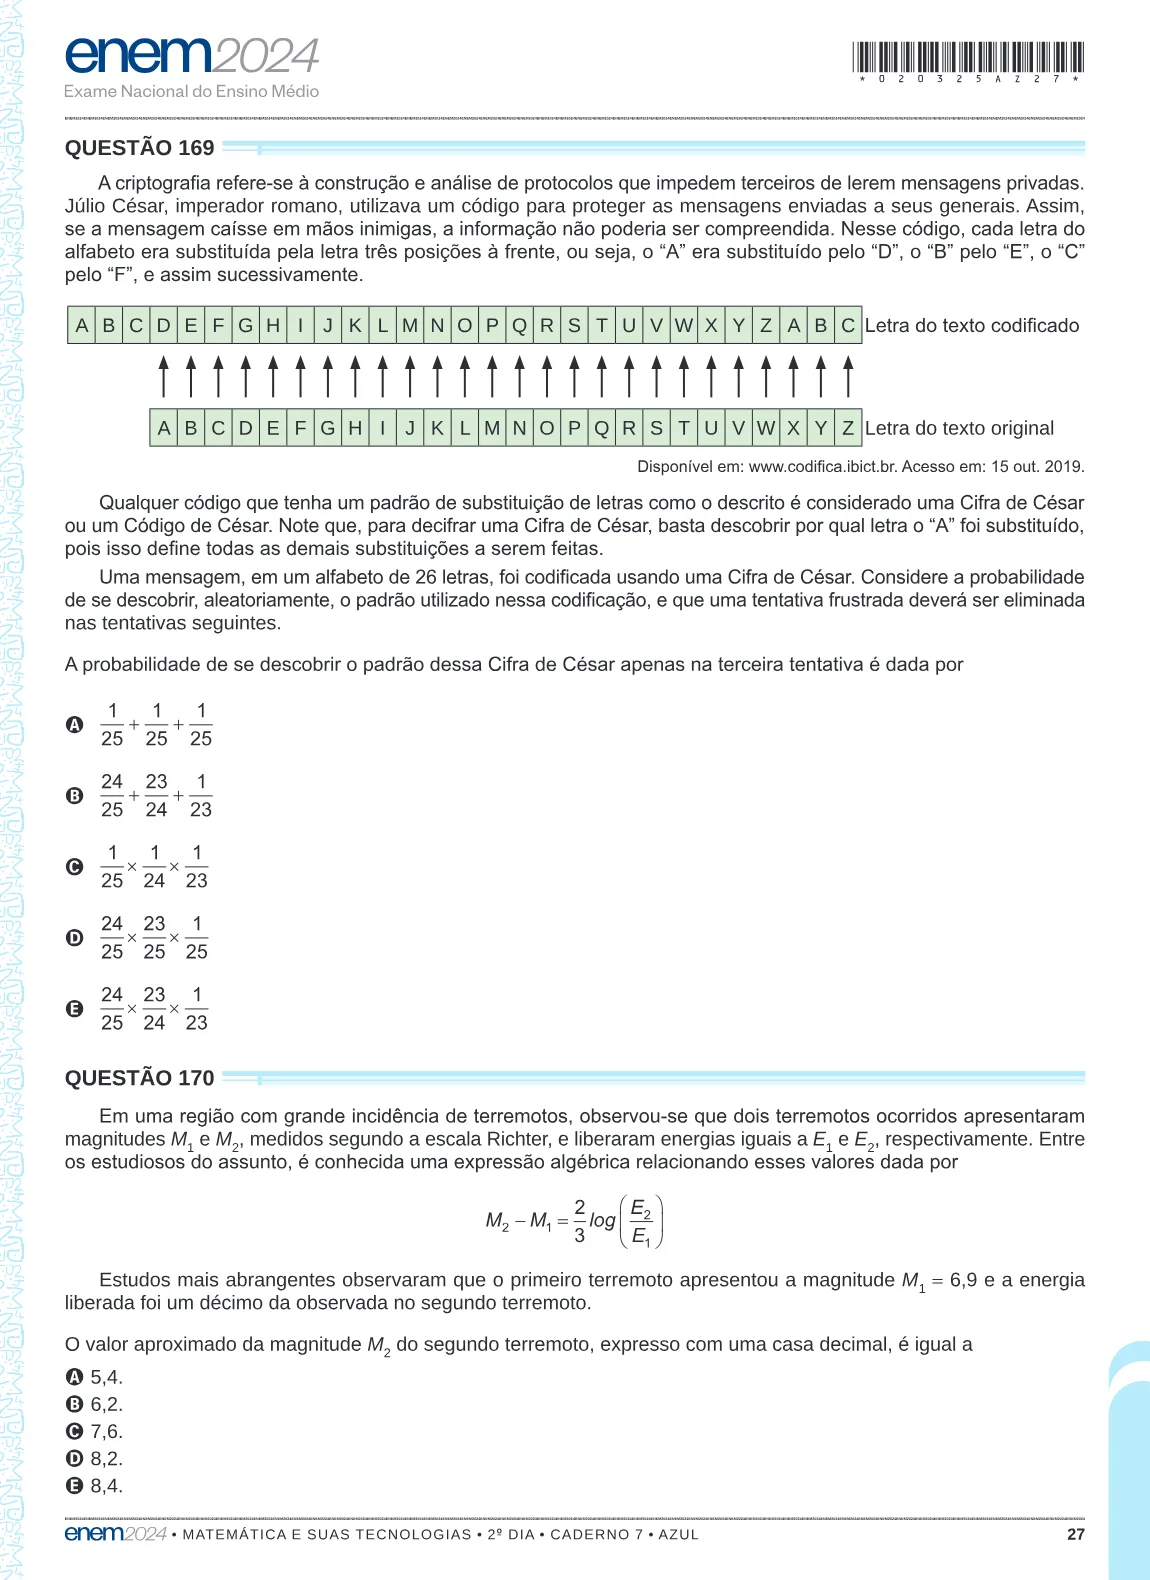 enem2024
Exame Nacional do Ensino Médio
*020325AZ27*
QUESTÃO 169
A criptografia refere-se à construção e análise de protocolos que impedem terceiros de lerem mensagens privadas.
Júlio César, imperador romano, utilizava um código para proteger as mensagens enviadas a seus generais. Assim,
se a mensagem caísse em mãos inimigas, a informação não poderia ser compreendida. Nesse código, cada letra do
alfabeto era substituída pela letra três posições à frente, ou seja, o “A” era substituído pelo “D”, o “B” pelo “E”, o “C”
pelo “F”, e assim sucessivamente.
A B C D E F G H I J K L M N O P Q R S T U V W X Y Z A B C Letra do texto codificado
A B C D E F G H I J K L M N O P Q R S T U V W X Y Z Letra do texto original
Disponível em: www.codifica.ibict.br. Acesso em: 15 out. 2019.
Qualquer código que tenha um padrão de substituição de letras como o descrito é considerado uma Cifra de César
ou um Código de César. Note que, para decifrar uma Cifra de César, basta descobrir por qual letra o “A” foi substituído,
pois isso define todas as demais substituições a serem feitas.
Uma mensagem, em um alfabeto de 26 letras, foi codificada usando uma Cifra de César. Considere a probabilidade
de se descobrir, aleatoriamente, o padrão utilizado nessa codificação, e que uma tentativa frustrada deverá ser eliminada
nas tentativas seguintes.
A probabilidade de se descobrir o padrão dessa Cifra de César apenas na terceira tentativa é dada por
A 1/25 + 1/25 + 1/25
B 24/25 + 23/24 + 1/23
C 1/25 × 1/24 × 1/23
D 24/25 × 23/25 × 1/25
E 24/25 × 23/24 × 1/23
QUESTÃO 170
Em uma região com grande incidência de terremotos, observou-se que dois terremotos ocorridos apresentaram
magnitudes M₁ e M₂, medidos segundo a escala Richter, e liberaram energias iguais a E₁ e E₂, respectivamente. Entre
os estudiosos do assunto, é conhecida uma expressão algébrica relacionando esses valores dada por
M₂ − M₁ = 2/3 log (E₂/E₁)
Estudos mais abrangentes observaram que o primeiro terremoto apresentou a magnitude M₁ = 6,9 e a energia
liberada foi um décimo da observada no segundo terremoto.
O valor aproximado da magnitude M₂ do segundo terremoto, expresso com uma casa decimal, é igual a
A 5,4.
B 6,2.
C 7,6.
D 8,2.
E 8,4.
enem2024 • MATEMÁTICA E SUAS TECNOLOGIAS • 2º DIA • CADERNO 7 • AZUL 27